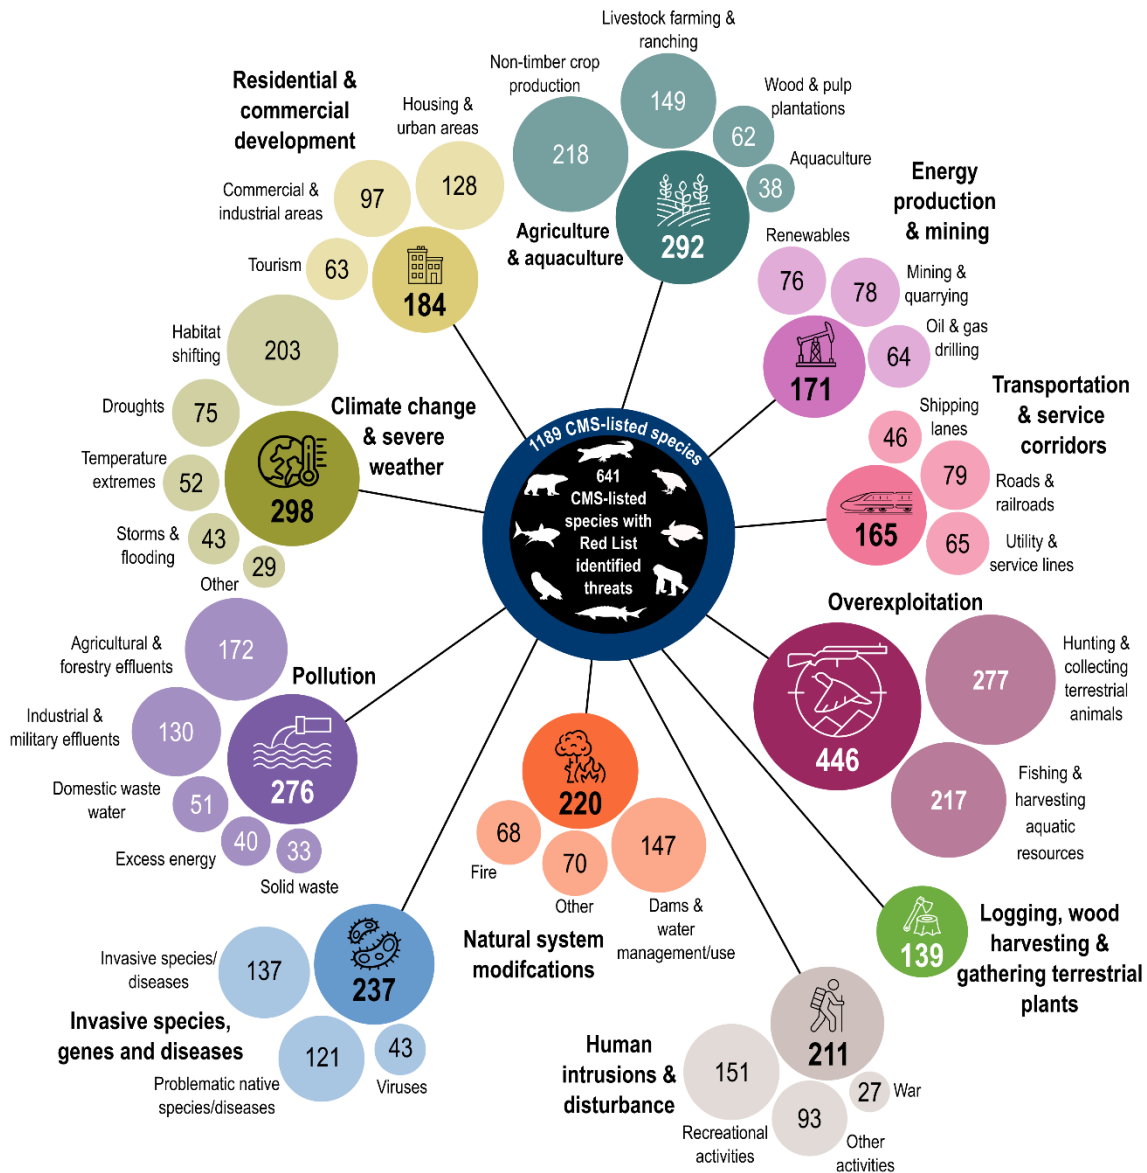 Livestock farming &
ranching
149
Non-timber crop
production
218
Wood & pulp
plantations
62
Aquaculture
38
Agriculture
& aquaculture
292
Residential &
commercial
development
Housing &
urban areas
128
Commercial &
industrial areas
97
Tourism
63
184
Energy
production
& mining
Renewables
76
Mining &
quarrying
78
Oil & gas
drilling
64
171
Transportation
& service
corridors
Shipping
lanes
46
79
Roads &
railroads
65
Utility &
service lines
165
Habitat
shifting
203
Droughts
75
Temperature
extremes
52
Storms &
flooding
43
Other
29
Climate change
& severe
weather
298
1189 CMS-listed species
641
CMS-listed
species with
Red List
identified
threats
Overexploitation
446
277
Hunting &
collecting
terrestrial
animals
217
Fishing &
harvesting
aquatic
resources
Agricultural &
forestry effluents
172
Industrial &
military effluents
130
Domestic waste
water
51
Excess energy
40
Solid waste
33
Pollution
276
220
68
Fire
70
Other
147
Dams &
water
management/use
Natural system
modifcations
139
Logging, wood
harvesting &
gathering terrestrial
plants
Invasive species/
diseases
137
237
Invasive species,
genes and diseases
121
Problematic native
species/diseases
43
Viruses
Human
intrusions &
disturbance
211
151
Recreational
activities
93
Other
activities
27
War